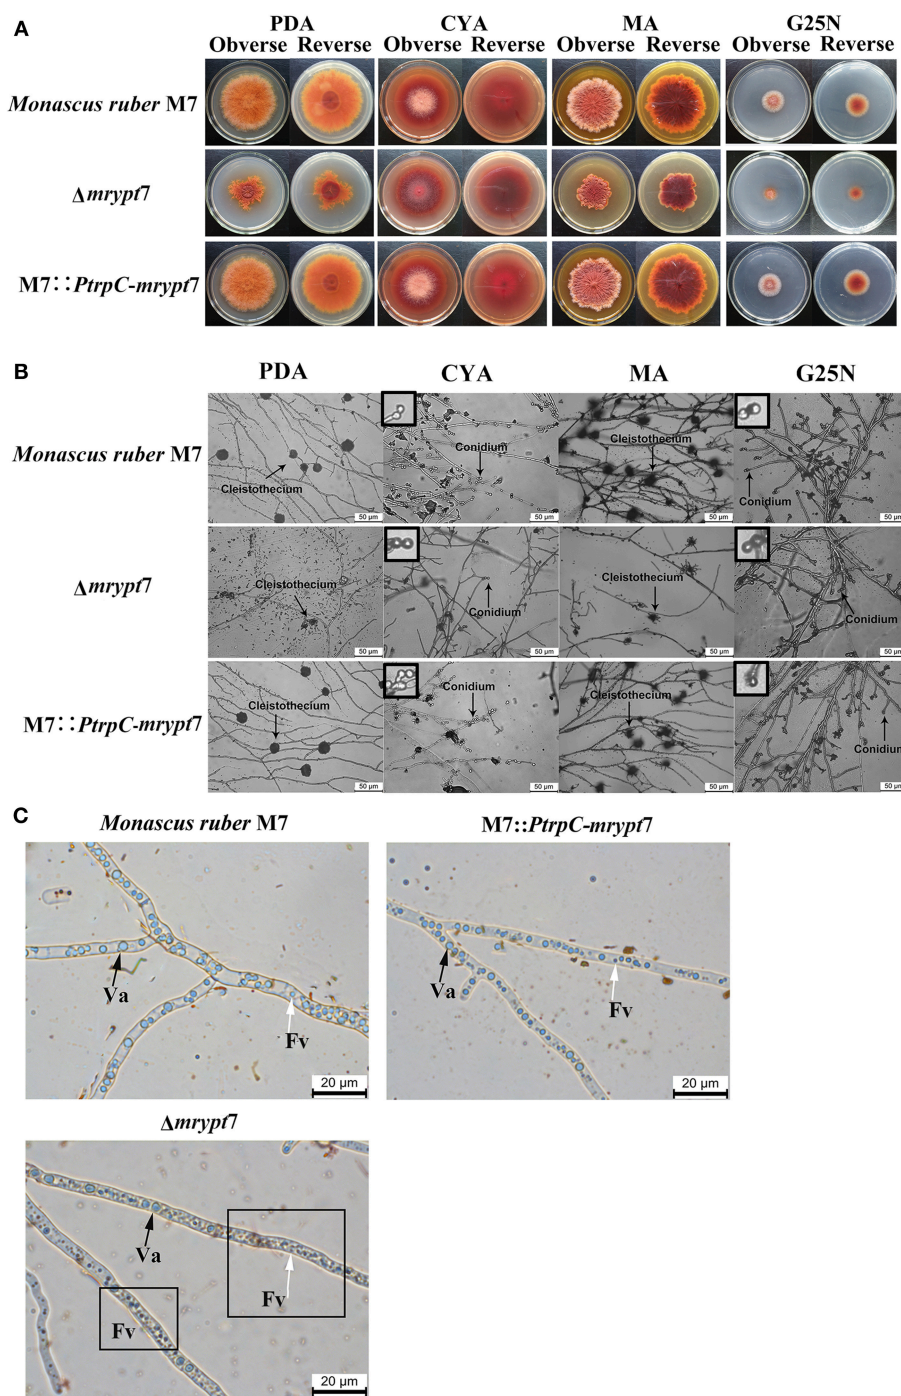 A
PDA CYA MA G25N
Obverse Reverse Obverse Reverse Obverse Reverse Obverse Reverse
Monascus ruber M7
Δmrypt7
M7::PtrpC-mrypt7
B
PDA CYA MA G25N
Monascus ruber M7
Cleistothecium
50 μm
Conidium
50 μm
Cleistothecium
50 μm
Conidium
50 μm
Δmrypt7
Cleistothecium
50 μm
Conidium
50 μm
Cleistothecium
50 μm
Conidium
50 μm
M7::PtrpC-mrypt7
Cleistothecium
50 μm
Conidium
50 μm
Cleistothecium
50 μm
Conidium
50 μm
C
Monascus ruber M7
Va
Fv
20 μm
M7::PtrpC-mrypt7
Va
Fv
20 μm
Δmrypt7
Va
Fv
Fv
20 μm